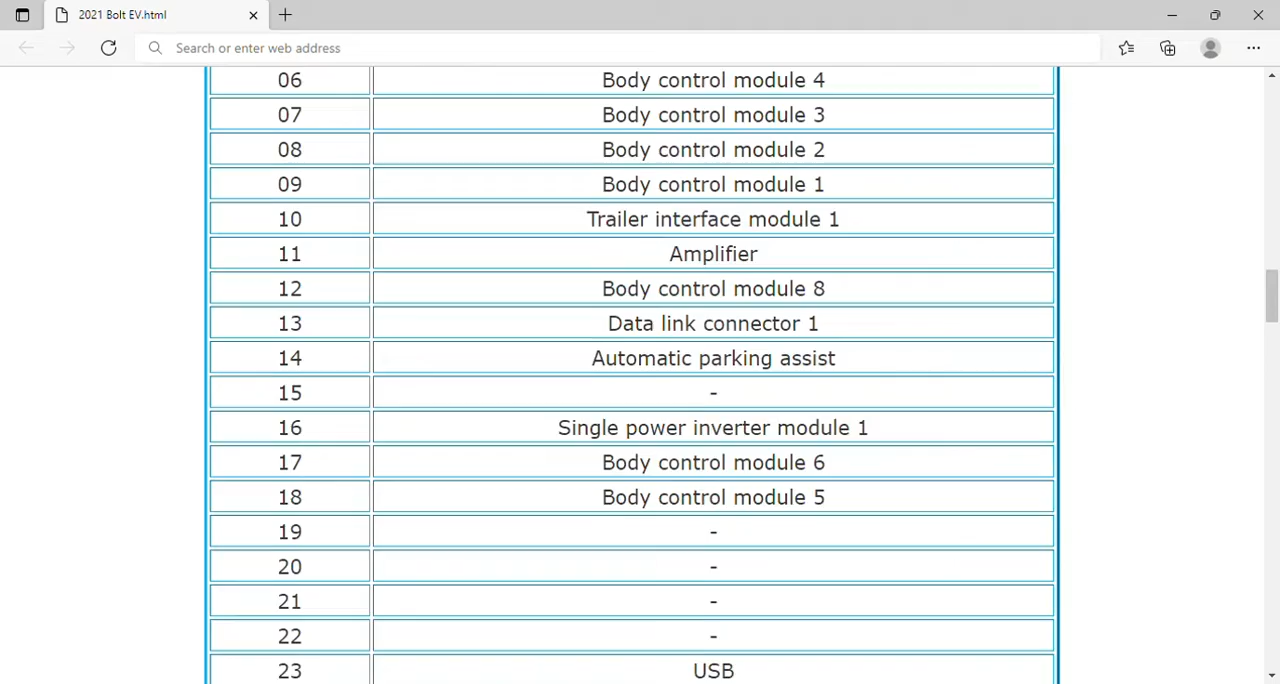 2021 Bolt EV.html
Search or enter web address
06 Body control module 4
07 Body control module 3
08 Body control module 2
09 Body control module 1
10 Trailer interface module 1
11 Amplifier
12 Body control module 8
13 Data link connector 1
14 Automatic parking assist
15 -
16 Single power inverter module 1
17 Body control module 6
18 Body control module 5
19 -
20 -
21 -
22 -
23 USB